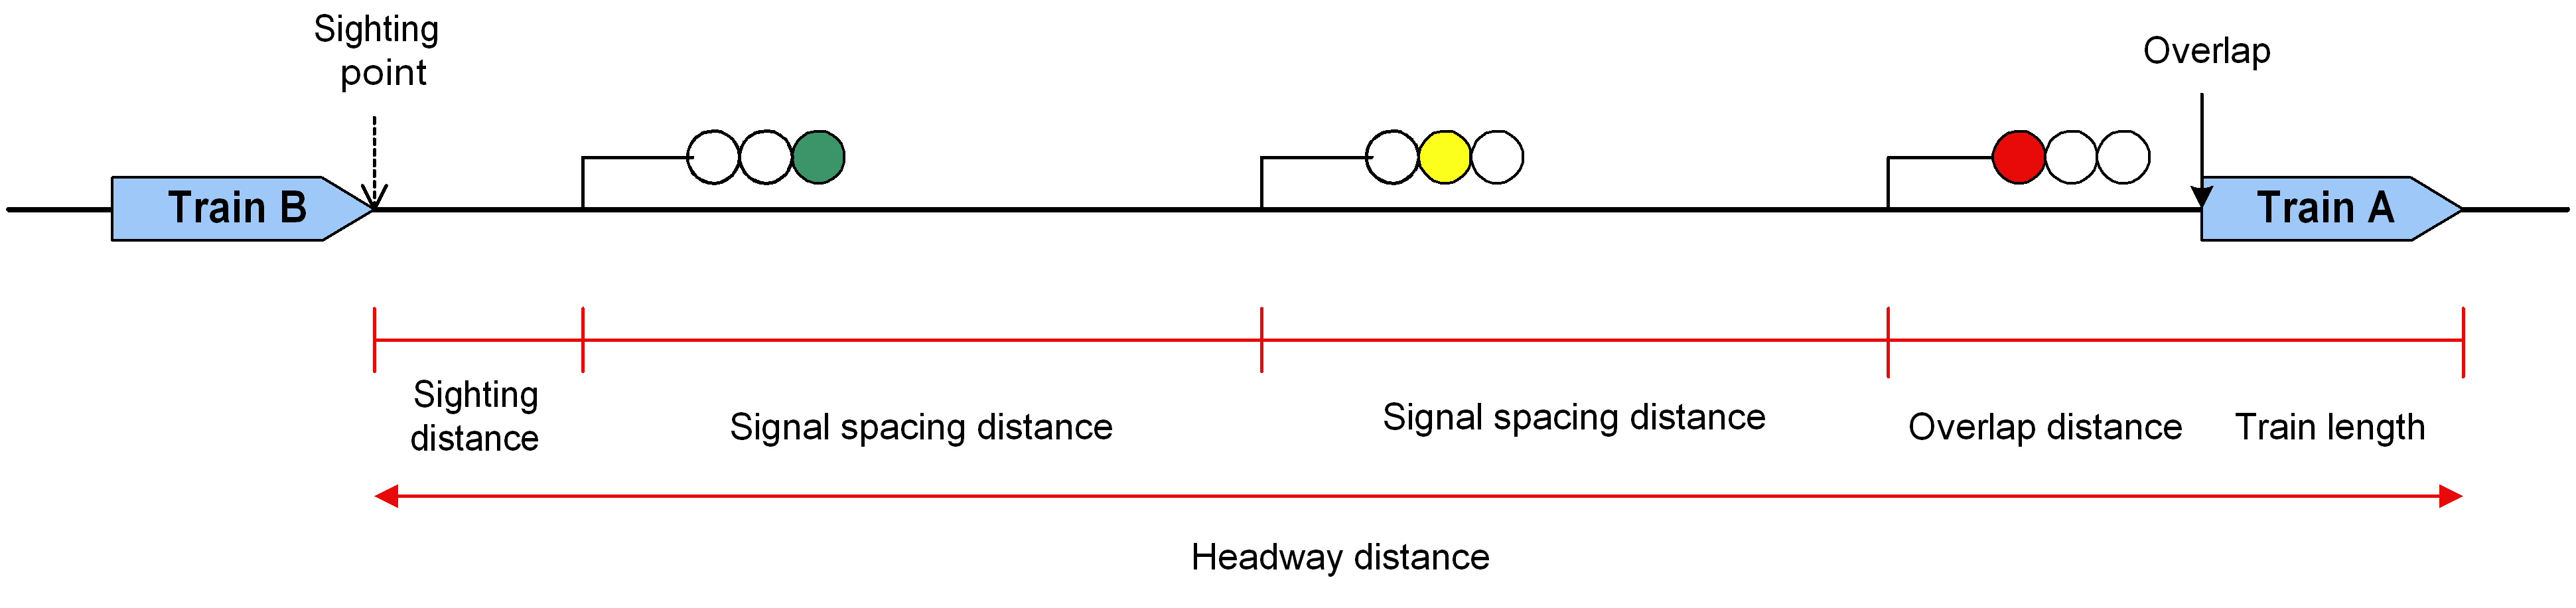 Sighting
point
Overlap
Train B
Train A
Sighting
distance
Signal spacing distance
Signal spacing distance
Overlap distance
Train length
Headway distance